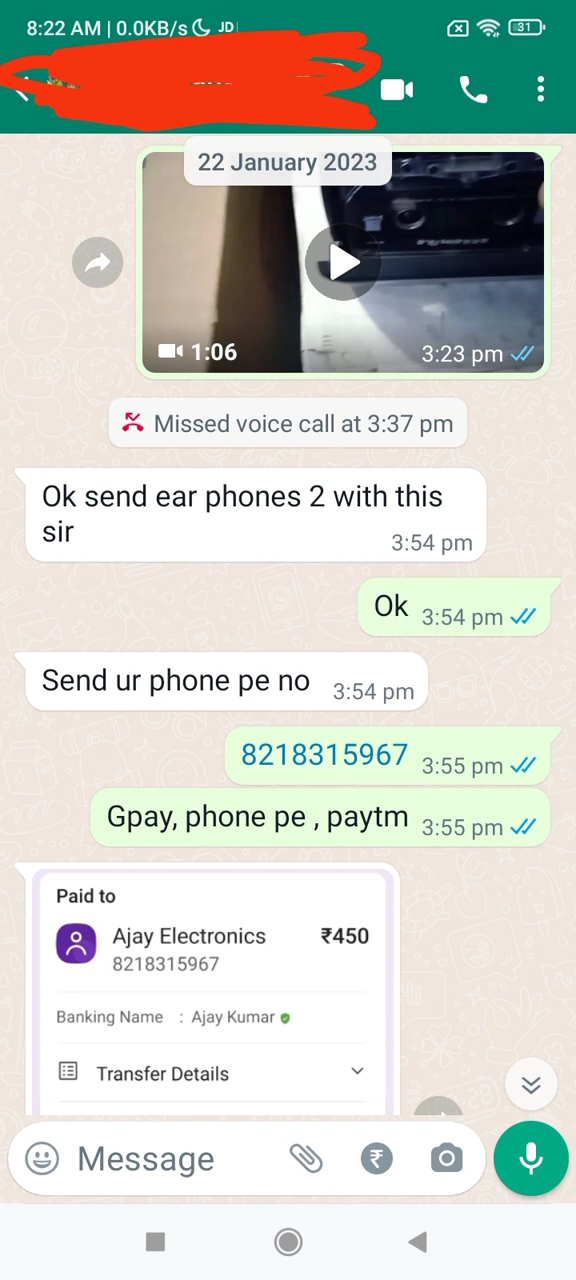 8:22 AM | 0.0KB/s JD
31
22 January 2023
1:06
3:23 pm
Missed voice call at 3:37 pm
Ok send ear phones 2 with this
sir
3:54 pm
Ok 3:54 pm
Send ur phone pe no 3:54 pm
8218315967 3:55 pm
Gpay, phone pe , paytm 3:55 pm
Paid to
Ajay Electronics ₹450
8218315967
Banking Name : Ajay Kumar
Transfer Details
Message